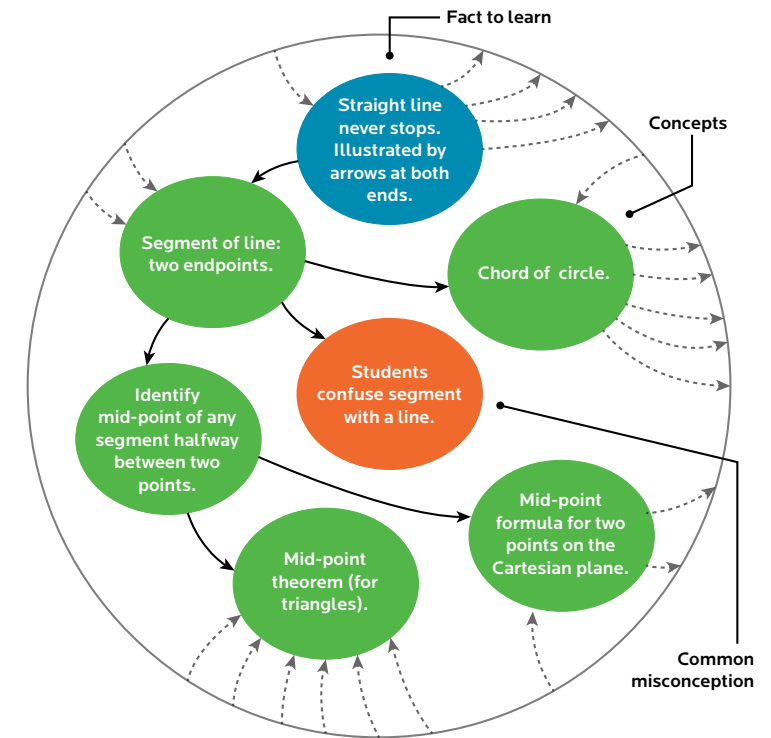 Fact to learn
Straight line
never stops.
Illustrated by
arrows at both
ends.
Concepts
Segment of line:
two endpoints.
Chord of circle.
Students
confuse segment
with a line.
Identify
mid-point of any
segment halfway
between two
points.
Mid-point
formula for two
points on the
Cartesian plane.
Mid-point
theorem (for
triangles).
Common
misconception